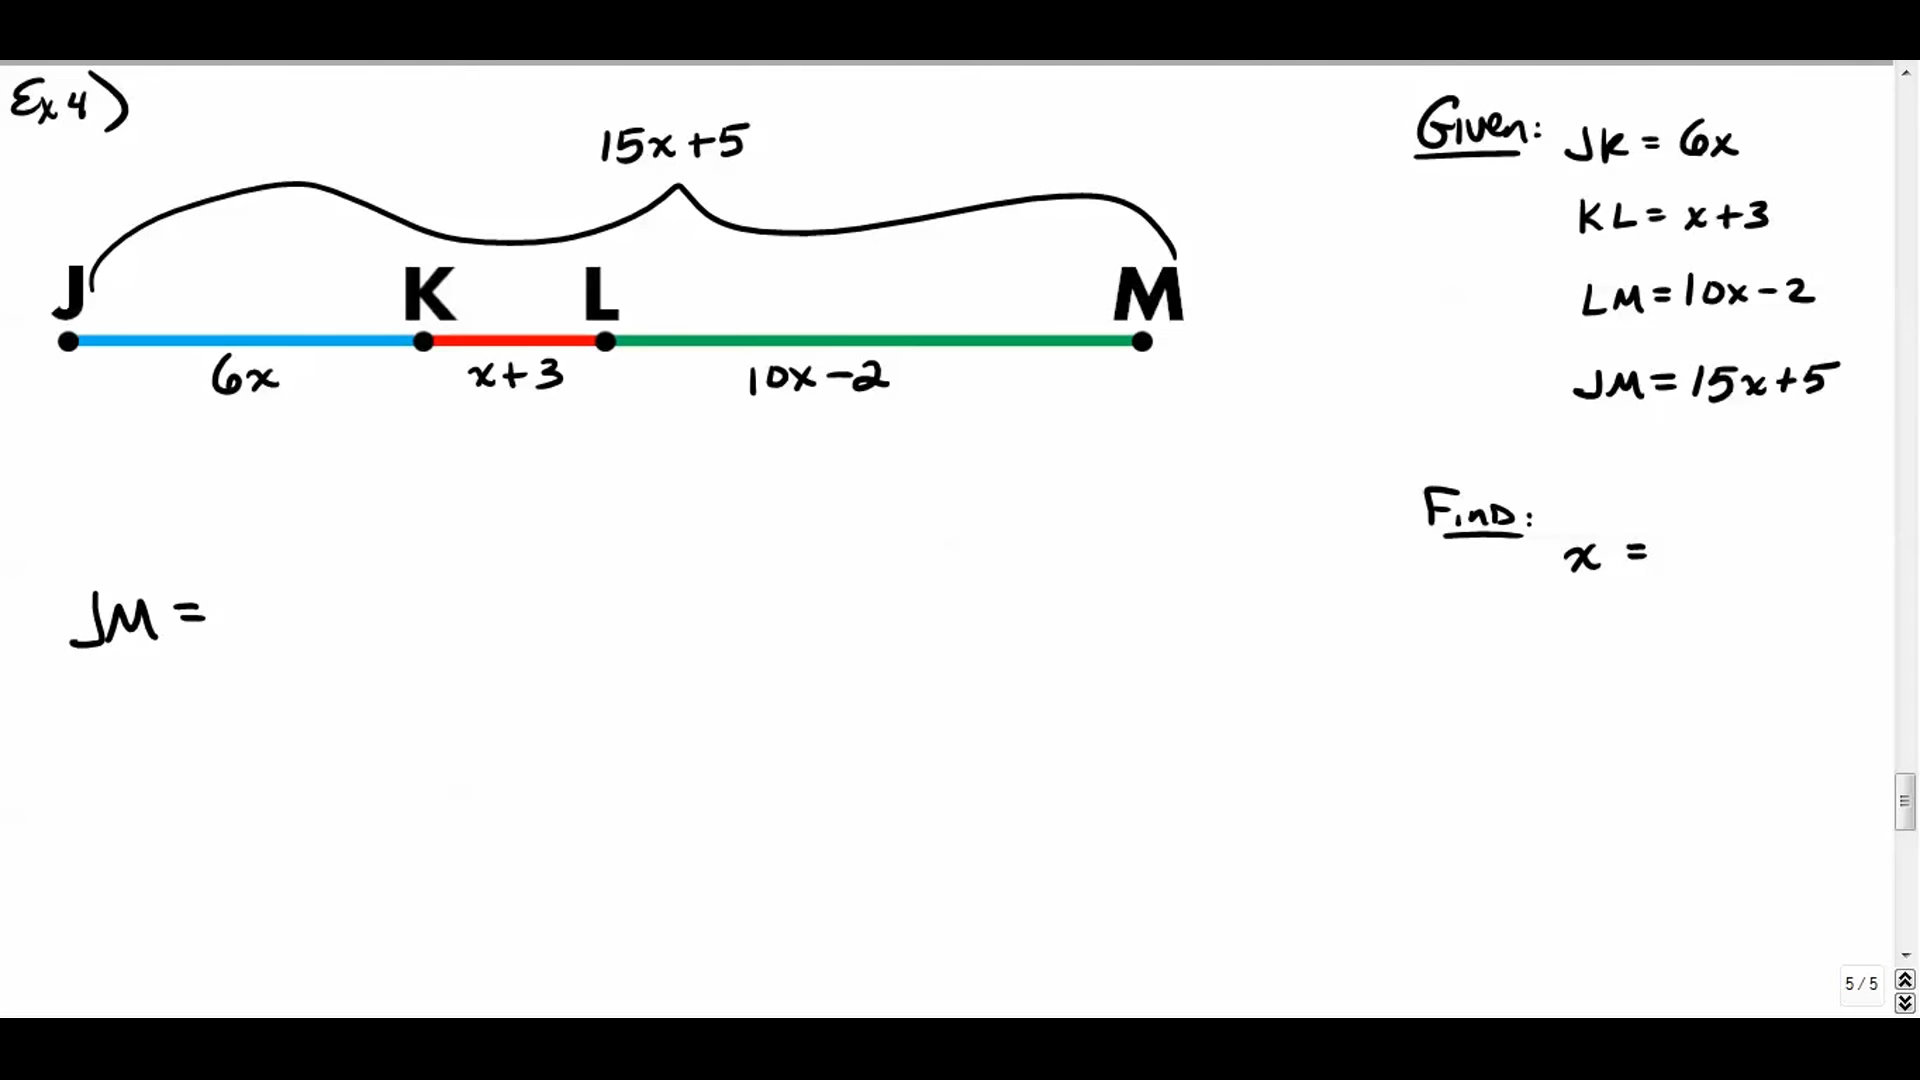 Ex 4)
15x+5
J K L M
6x x+3 10x-2
Given: JK = 6x
KL = x+3
LM = 10x-2
JM = 15x+5
Find:
x =
JM =
5 / 5